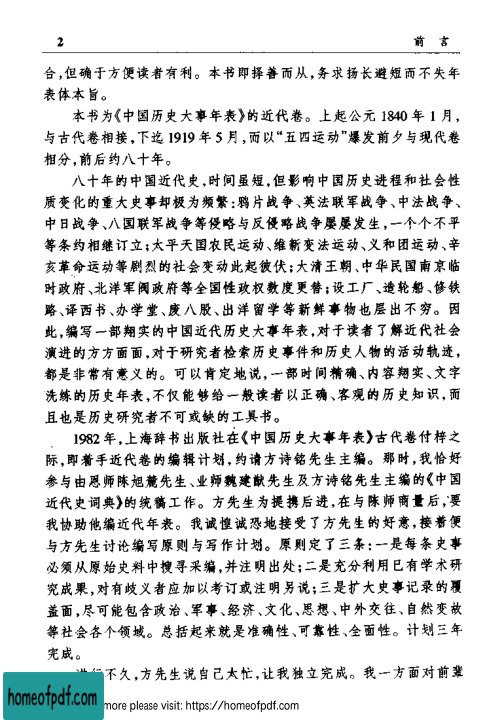 2 前言
合,但确于方便读者有利。本书即择善而从,务求扬长避短而不失年
表体本旨。
本书为《中国历史大事年表》的近代卷。上起公元1840年1月,
与古代卷相接,下迄1919年5月,而以“五四运动”爆发前夕与现代卷
相分,前后约八十年。
八十年的中国近代史,时间虽短,但影响中国历史进程和社会性
质变化的重大史事却极为频繁:鸦片战争、英法联军战争、中法战争、
中日战争、八国联军战争等侵略与反侵略战争屡屡发生,一个个不平
等条约相继订立;太平天国农民运动、维新变法运动、义和团运动、辛
亥革命运动等剧烈的社会变动此起彼伏;大清王朝、中华民国南京临
时政府、北洋军阀政府等全国性政权数度更替;设工厂、造轮船、修铁
路、译西书、办学堂、废八股、出洋留学等新鲜事物也层出不穷。因
此,编写一部翔实的中国近代历史大事年表,对于读者了解近代社会
演进的方方面面,对于研究者检索历史事件和历史人物的活动轨迹,
都是非常有意义的。可以肯定地说,一部时间精确、内容翔实、文字
洗练的历史年表,不仅能够给一般读者以正确、客观的历史知识,而
且也是历史研究者不可或缺的工具书。
1982年,上海辞书出版社在《中国历史大事年表》古代卷付梓之
际,即着手近代卷的编辑计划,约请方诗铭先生主编。那时,我恰好
参与由恩师陈旭麓先生、业师魏建猷先生及方诗铭先生主编的《中国
近代史词典》的统稿工作。方先生为提携后进,在与陈师商量后,要
我协助他编近代年表。我诚惶诚恐地接受了方先生的好意,接着便
与方先生讨论编写原则与写作计划。原则定了三条:一是每条史事
必须从原始史料中搜寻采编,并注明出处;二是充分利用已有学术研
究成果,对有歧义者应加以考订或注明另说;三是扩大史事记录的覆
盖面,尽可能包含政治、军事、经济、文化、思想、中外交往、自然变故
等社会各个领域。总括起来就是准确性、可靠性、全面性。计划三年
完成。
进行不久,方先生说自己太忙,让我独立完成。我一方面对前辈
homeofpdf.com
more please visit: https://homeofpdf.com